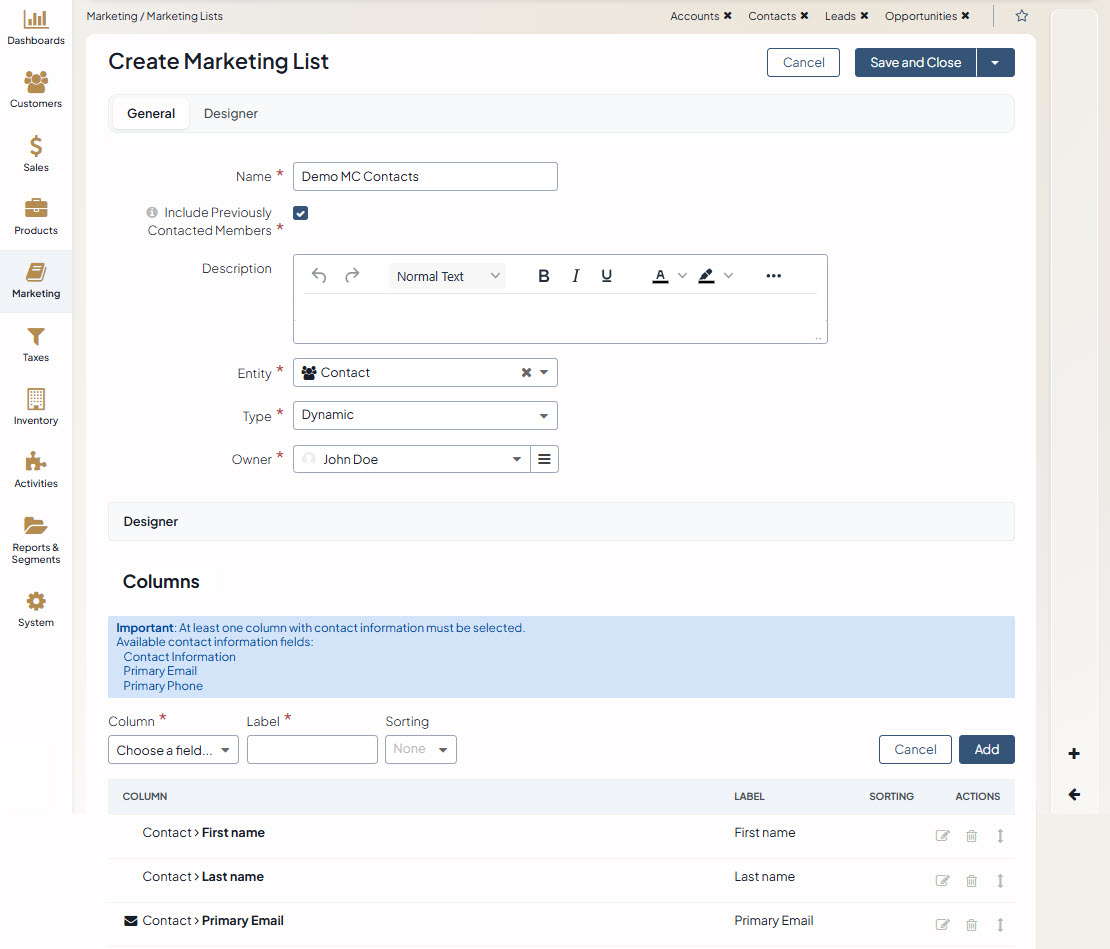 Marketing / Marketing Lists
Accounts ✖ Contacts ✖ Leads ✖ Opportunities ✖
Dashboards
Customers
Sales
Products
Marketing
Taxes
Inventory
Activities
Reports &
Segments
System
Create Marketing List
Cancel
Save and Close
General
Designer
Name *
Demo MC Contacts
Include Previously
Contacted Members *
Description
Normal Text
B I U A •••
Entity *
Contact
Type *
Dynamic
Owner *
John Doe
Designer
Columns
Important: At least one column with contact information must be selected.
Available contact information fields:
Contact Information
Primary Email
Primary Phone
Column * Label * Sorting
Choose a field... None Cancel Add
COLUMN LABEL SORTING ACTIONS
Contact › First name First name
Contact › Last name Last name
Contact › Primary Email Primary Email